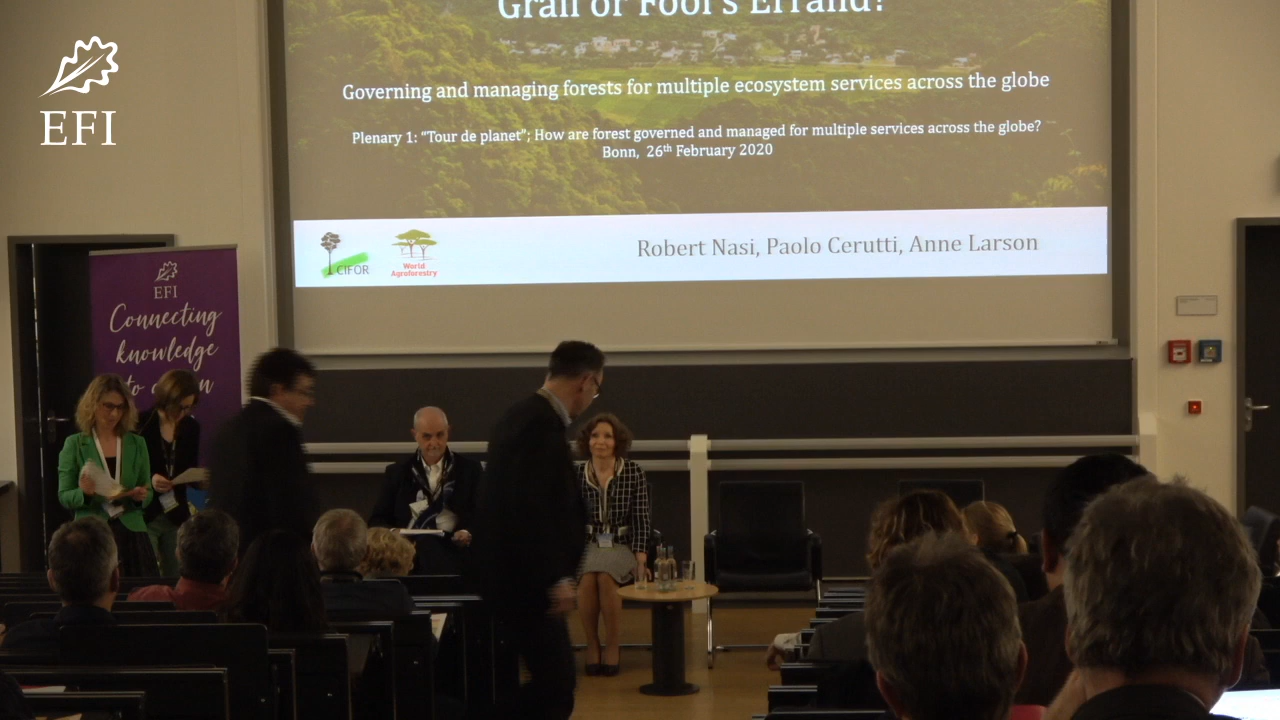 EFI
Grail or Fool's Errand?
Governing and managing forests for multiple ecosystem services across the globe
Plenary 1: “Tour de planet”; How are forest governed and managed for multiple services across the globe?
Bonn, 26th February 2020
CIFOR
World
Agroforestry
Robert Nasi, Paolo Cerutti, Anne Larson
EFI
Connecting
knowledge
to